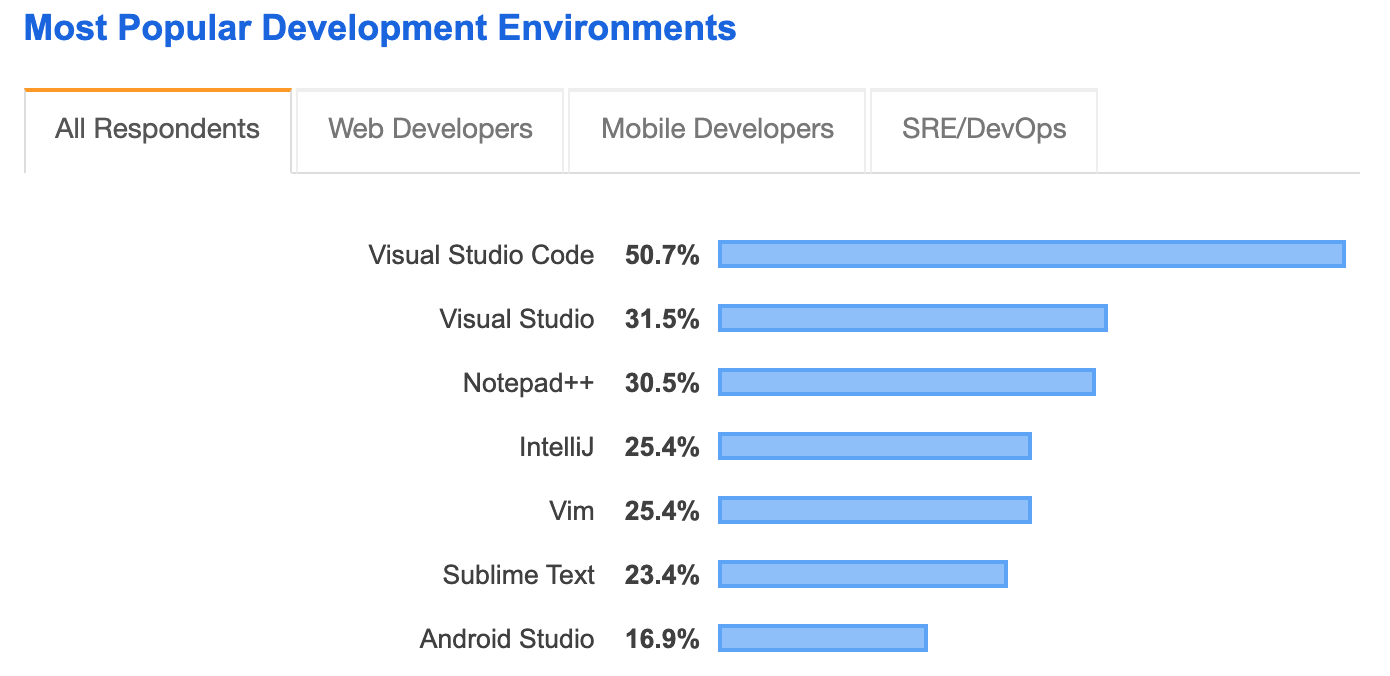 Most Popular Development Environments
All Respondents Web Developers Mobile Developers SRE/DevOps
Visual Studio Code 50.7%
Visual Studio 31.5%
Notepad++ 30.5%
IntelliJ 25.4%
Vim 25.4%
Sublime Text 23.4%
Android Studio 16.9%